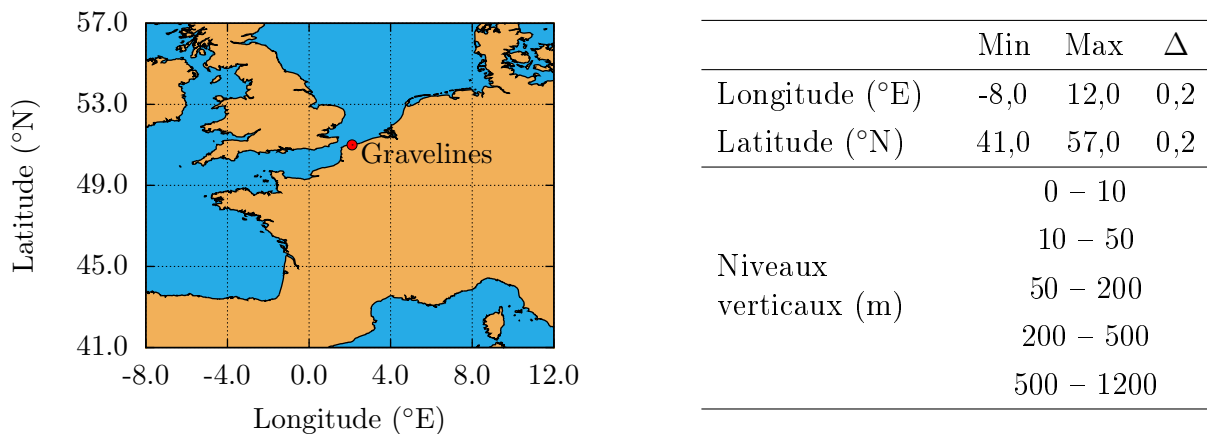 57.0
53.0
49.0
45.0
41.0
Latitude (°N)
Gravelines
-8.0 -4.0 0.0 4.0 8.0 12.0
Longitude (°E)
Min Max Δ
Longitude (°E) -8,0 12,0 0,2
Latitude (°N) 41,0 57,0 0,2
Niveaux
verticaux (m)
0 – 10
10 – 50
50 – 200
200 – 500
500 – 1200